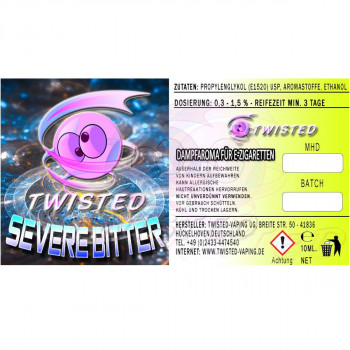 TWISTED
SEVERE BITTER
ZUTATEN: PROPYLENGLYKOL (E1520) USP, AROMASTOFFE, ETHANOL
DOSIERUNG: 0,3 - 1,5 % - REIFEZEIT MIN. 3 TAGE
TWISTED
DAMPFAROMA FÜR E-ZIGARETTEN
MHD
AUSSERHALB DER REICHWEITE
VON KINDERN AUFBEWAHREN
KANN ALLERGISCHE
HAUTREAKTIONEN HERVORRUFEN
NICHT UNVERDÜNNT VERWENDEN.
VOR GEBRAUCH SCHÜTTELN.
KÜHL UND TROCKEN LAGERN.
BATCH
HERSTELLER: TWISTED-VAPING UG, BREITE STR. 50 - 41836
HÜCKELHOVEN,DEUTSCHLAND.
TEL. +49 (0)2433-4474540
INTERNET: WWW.TWISTED-VAPING.DE
Achtung
10ML.
NET